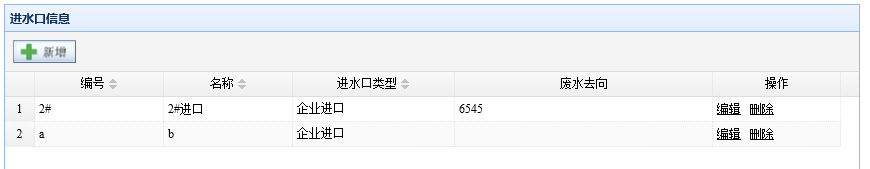 进水口信息
新增
编号 名称 进水口类型 废水去向 操作
1 2# 2#进口 企业进口 6545 编辑 删除
2 a b 企业进口 编辑 删除